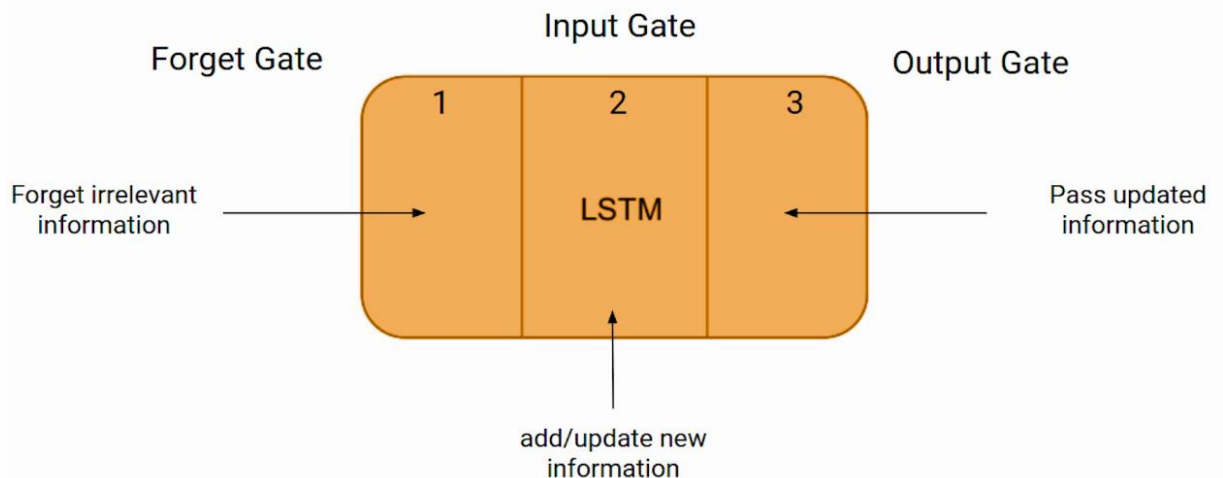 Input Gate
Forget Gate
Output Gate
1
2
3
Forget irrelevant
information
LSTM
Pass updated
information
add/update new
information